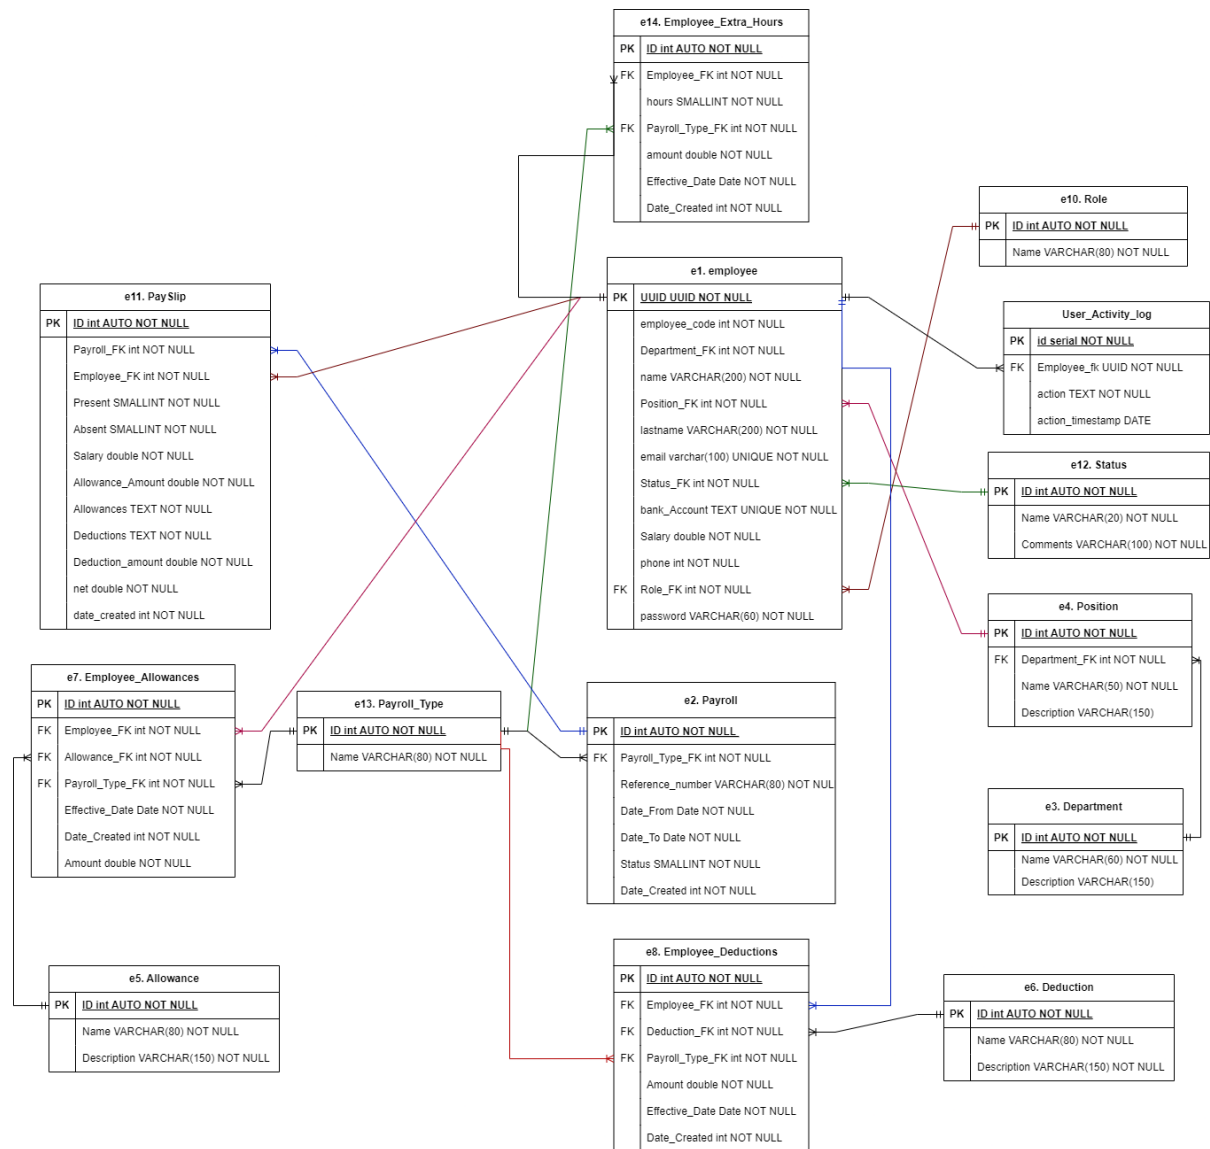 e14. Employee_Extra_Hours
PK ID int AUTO NOT NULL
FK Employee_FK int NOT NULL
hours SMALLINT NOT NULL
FK Payroll_Type_FK int NOT NULL
amount double NOT NULL
Effective_Date Date NOT NULL
Date_Created int NOT NULL
e10. Role
PK ID int AUTO NOT NULL
Name VARCHAR(80) NOT NULL
e11. PaySlip
PK ID int AUTO NOT NULL
Payroll_FK int NOT NULL
Employee_FK int NOT NULL
Present SMALLINT NOT NULL
Absent SMALLINT NOT NULL
Salary double NOT NULL
Allowance_Amount double NOT NULL
Allowances TEXT NOT NULL
Deductions TEXT NOT NULL
Deduction_amount double NOT NULL
net double NOT NULL
date_created int NOT NULL
e1. employee
PK UUID UUID NOT NULL
employee_code int NOT NULL
Department_FK int NOT NULL
name VARCHAR(200) NOT NULL
Position_FK int NOT NULL
lastname VARCHAR(200) NOT NULL
email varchar(100) UNIQUE NOT NULL
Status_FK int NOT NULL
bank_Account TEXT UNIQUE NOT NULL
Salary double NOT NULL
phone int NOT NULL
FK Role_FK int NOT NULL
password VARCHAR(60) NOT NULL
User_Activity_log
PK id serial NOT NULL
FK Employee_fk UUID NOT NULL
action TEXT NOT NULL
action_timestamp DATE
e12. Status
PK ID int AUTO NOT NULL
Name VARCHAR(20) NOT NULL
Comments VARCHAR(100) NOT NULL
e4. Position
PK ID int AUTO NOT NULL
FK Department_FK int NOT NULL
Name VARCHAR(50) NOT NULL
Description VARCHAR(150)
e7. Employee_Allowances
PK ID int AUTO NOT NULL
FK Employee_FK int NOT NULL
FK Allowance_FK int NOT NULL
FK Payroll_Type_FK int NOT NULL
Effective_Date Date NOT NULL
Date_Created int NOT NULL
Amount double NOT NULL
e13. Payroll_Type
PK ID int AUTO NOT NULL
Name VARCHAR(80) NOT NULL
e2. Payroll
PK ID int AUTO NOT NULL
FK Payroll_Type_FK int NOT NULL
Reference_number VARCHAR(80) NOT NUL
Date_From Date NOT NULL
Date_To Date NOT NULL
Status SMALLINT NOT NULL
Date_Created int NOT NULL
e3. Department
PK ID int AUTO NOT NULL
Name VARCHAR(60) NOT NULL
Description VARCHAR(150)
e5. Allowance
PK ID int AUTO NOT NULL
Name VARCHAR(80) NOT NULL
Description VARCHAR(150) NOT NULL
e8. Employee_Deductions
PK ID int AUTO NOT NULL
FK Employee_FK int NOT NULL
FK Deduction_FK int NOT NULL
FK Payroll_Type_FK int NOT NULL
Amount double NOT NULL
Effective_Date Date NOT NULL
Date_Created int NOT NULL
e6. Deduction
PK ID int AUTO NOT NULL
Name VARCHAR(80) NOT NULL
Description VARCHAR(150) NOT NULL